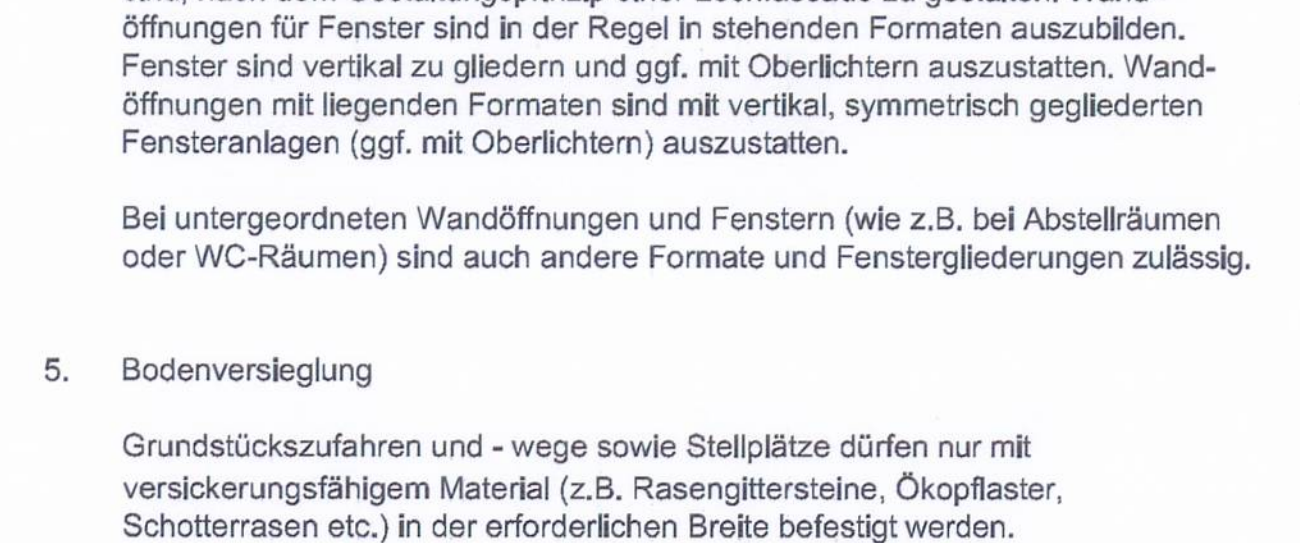 öffnungen für Fenster sind in der Regel in stehenden Formaten auszubilden.
Fenster sind vertikal zu gliedern und ggf. mit Oberlichtern auszustatten. Wand-
öffnungen mit liegenden Formaten sind mit vertikal, symmetrisch gegliederten
Fensteranlagen (ggf. mit Oberlichtern) auszustatten.
Bei untergeordneten Wandöffnungen und Fenstern (wie z.B. bei Abstellräumen
oder WC-Räumen) sind auch andere Formate und Fenstergliederungen zulässig.
5. Bodenversieglung
Grundstückszufahren und - wege sowie Stellplätze dürfen nur mit
versickerungsfähigem Material (z.B. Rasengittersteine, Ökopflaster,
Schotterrasen etc.) in der erforderlichen Breite befestigt werden.